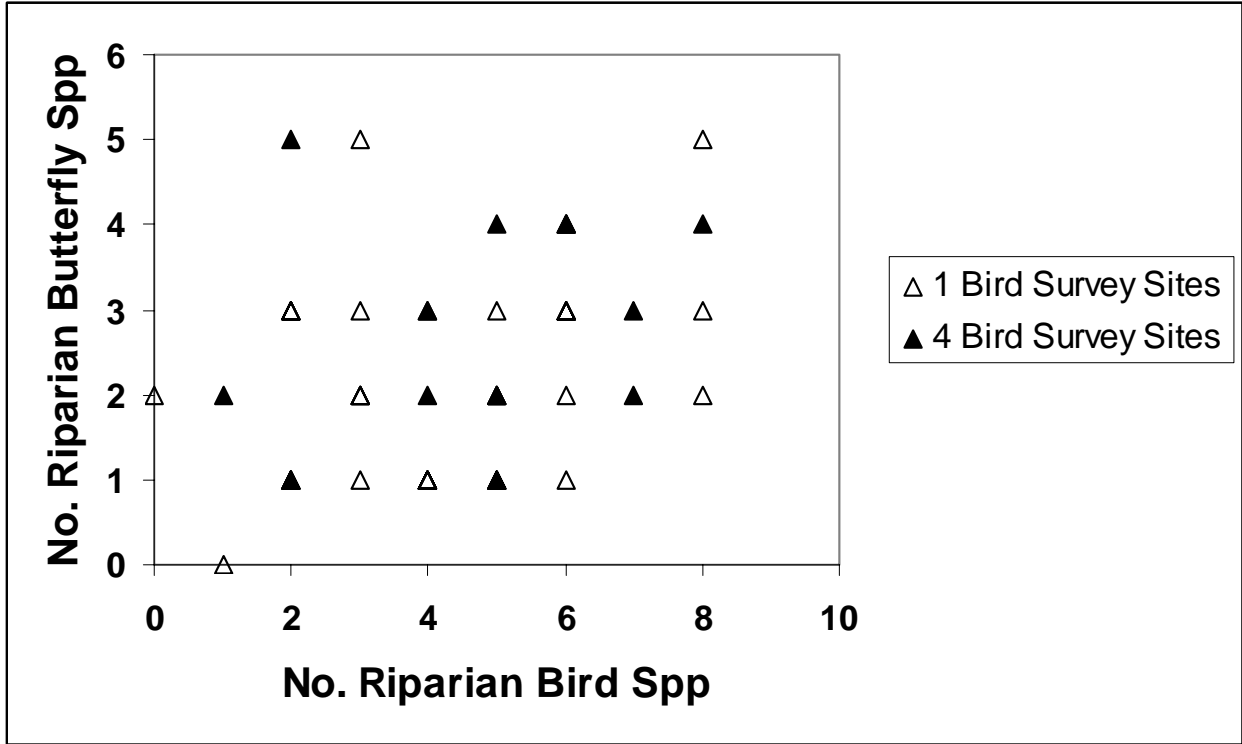 No. Riparian Butterfly Spp
6
5
4
3
2
1
0
0 2 4 6 8 10
No. Riparian Bird Spp
1 Bird Survey Sites
4 Bird Survey Sites